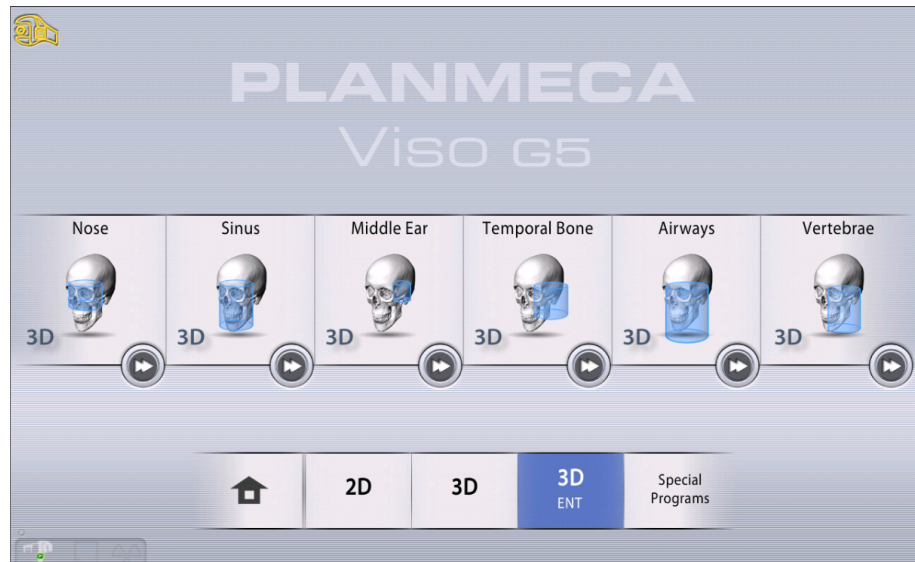 PLANMECA
Viso G5
Nose
Sinus
Middle Ear
Temporal Bone
Airways
Vertebrae
3D
3D
3D
3D
3D
3D
2D
3D
3D
ENT
Special
Programs